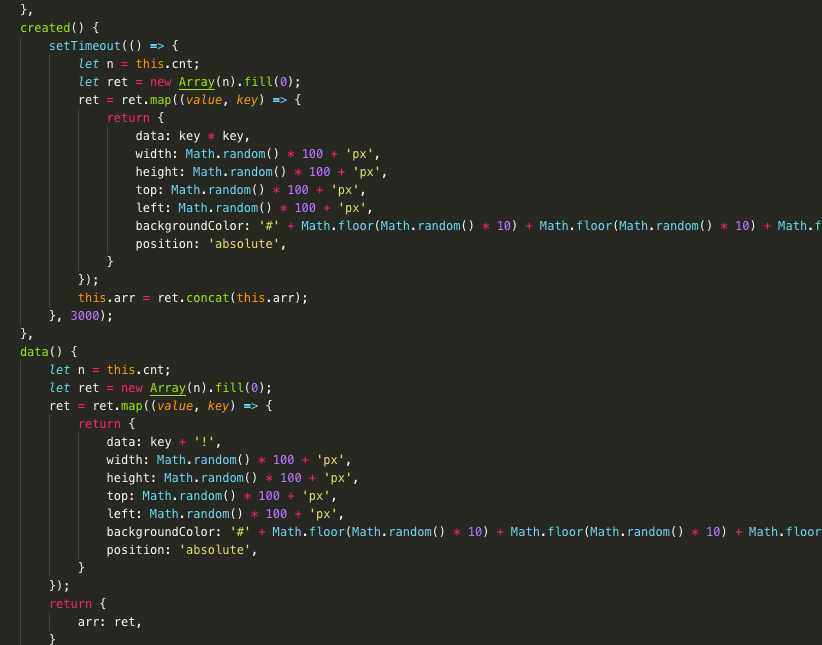 },
created() {
setTimeout(() => {
let n = this.cnt;
let ret = new Array(n).fill(0);
ret = ret.map((value, key) => {
return {
data: key * key,
width: Math.random() * 100 + 'px',
height: Math.random() * 100 + 'px',
top: Math.random() * 100 + 'px',
left: Math.random() * 100 + 'px',
backgroundColor: '#' + Math.floor(Math.random() * 10) + Math.floor(Math.random() * 10) + Math.f
position: 'absolute',
}
});
this.arr = ret.concat(this.arr);
}, 3000);
},
data() {
let n = this.cnt;
let ret = new Array(n).fill(0);
ret = ret.map((value, key) => {
return {
data: key + '!',
width: Math.random() * 100 + 'px',
height: Math.random() * 100 + 'px',
top: Math.random() * 100 + 'px',
left: Math.random() * 100 + 'px',
backgroundColor: '#' + Math.floor(Math.random() * 10) + Math.floor(Math.random() * 10) + Math.floor
position: 'absolute',
}
});
return {
arr: ret,
}